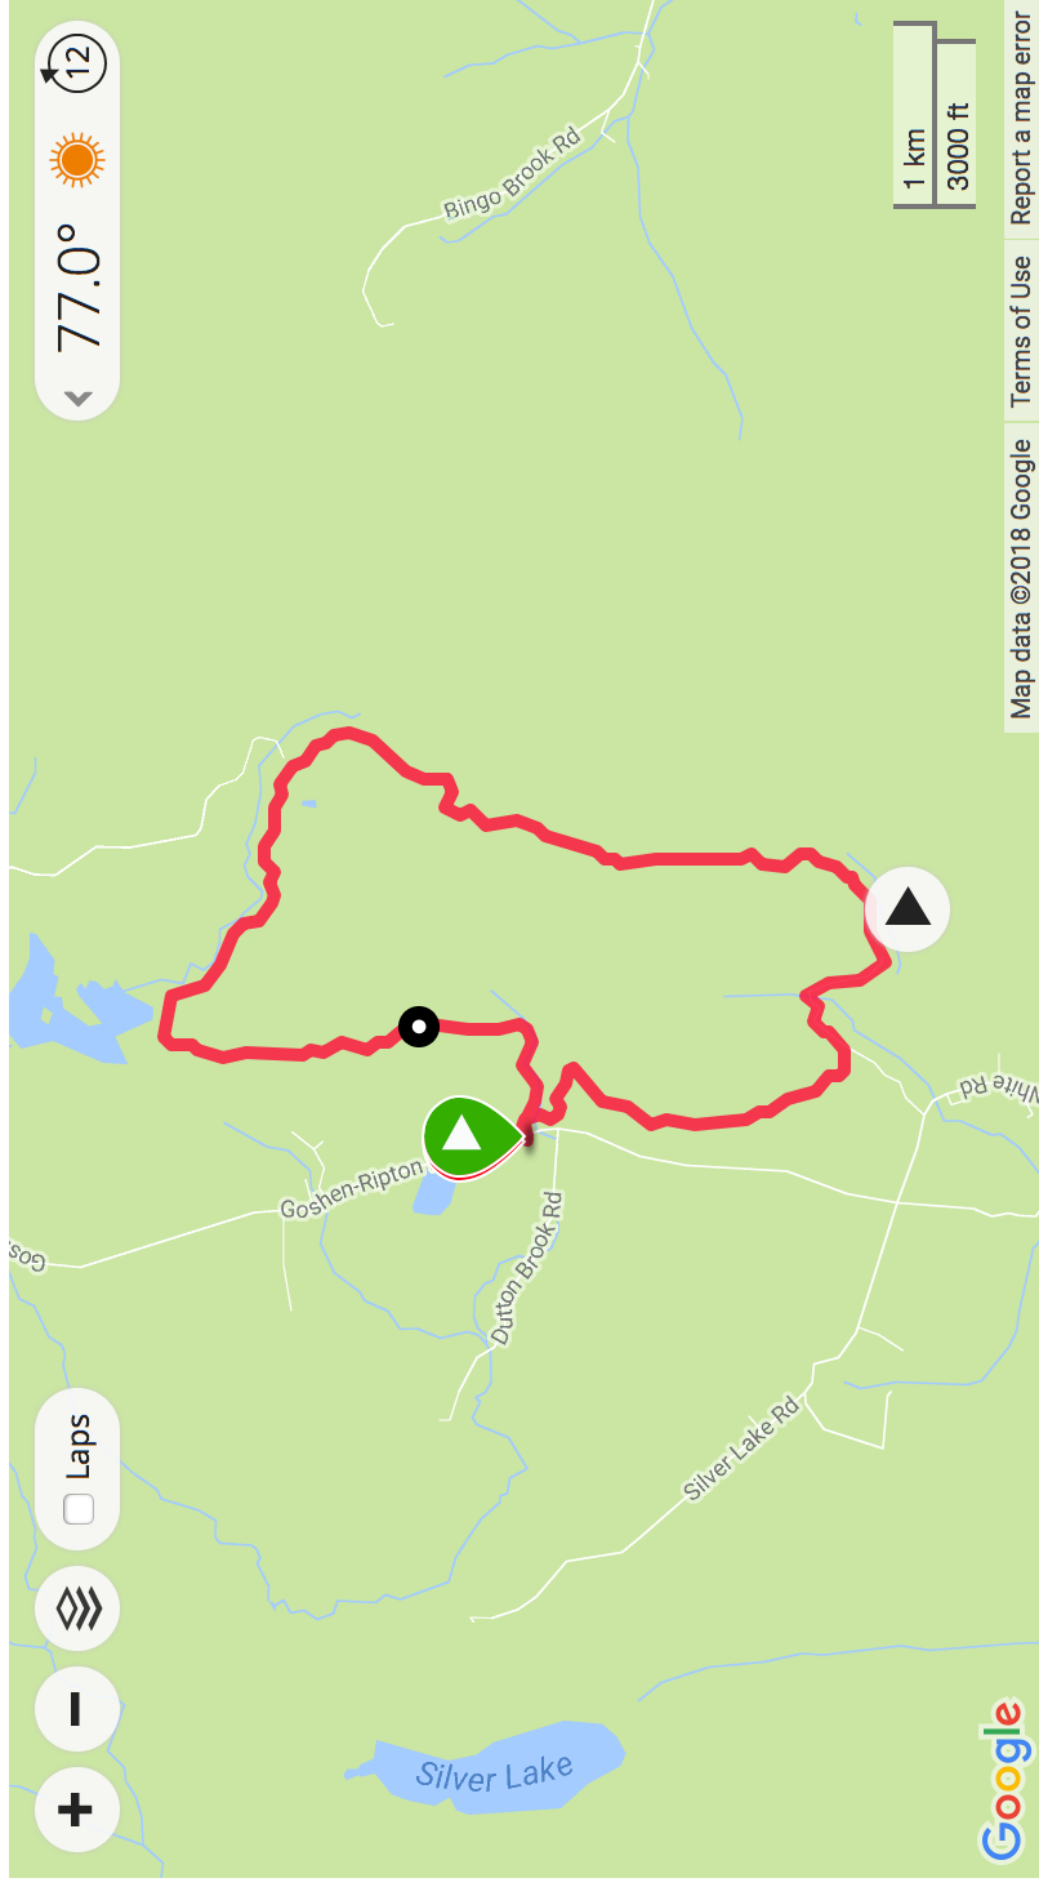 Laps
77.0°
12
Gos
Goshen-Ripton
Dutton Brook Rd
Bingo Brook Rd
Silver Lake
Silver Lake Rd
White Rd
1 km
3000 ft
Google
Map data ©2018 Google
Terms of Use
Report a map error